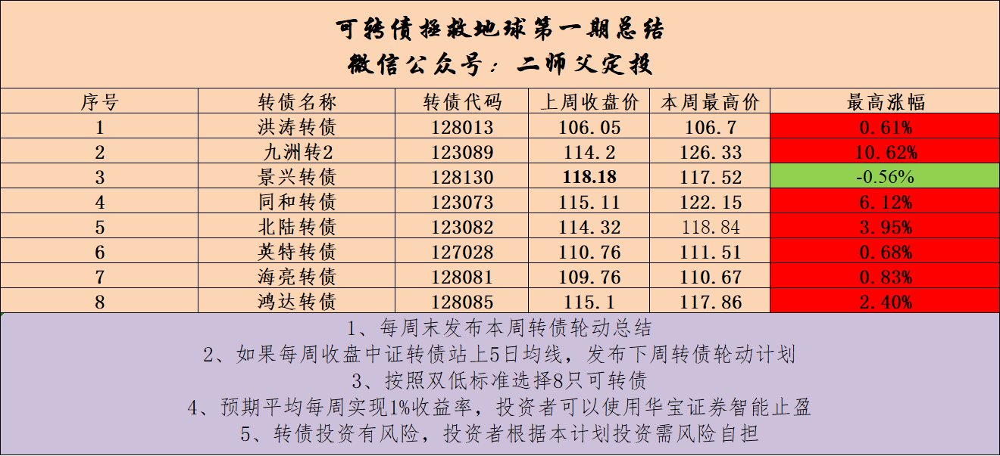 可转债拯救地球第一期总结
微信公众号：二师父定投
序号 转债名称 转债代码 上周收盘价 本周最高价 最高涨幅
1 洪涛转债 128013 106.05 106.7 0.61%
2 九洲转2 123089 114.2 126.33 10.62%
3 景兴转债 128130 118.18 117.52 -0.56%
4 同和转债 123073 115.11 122.15 6.12%
5 北陆转债 123082 114.32 118.84 3.95%
6 英特转债 127028 110.76 111.51 0.68%
7 海亮转债 128081 109.76 110.67 0.83%
8 鸿达转债 128085 115.1 117.86 2.40%
1、每周末发布本周转债轮动总结
2、如果每周收盘中证转债站上5日均线，发布下周转债轮动计划
3、按照双低标准选择8只可转债
4、预期平均每周实现1%收益率，投资者可以使用华宝证券智能止盈
5、转债投资有风险，投资者根据本计划投资需风险自担